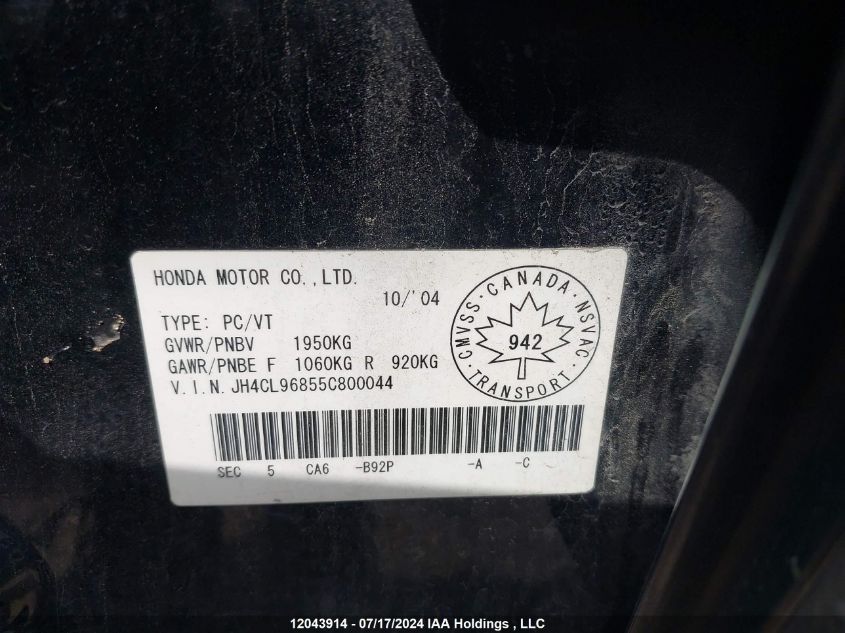 HONDA MOTOR CO.,LTD.
10/'04
TYPE: PC/VT
GVWR/PNBV 1950KG
GAWR/PNBE F 1060KG R 920KG
V.I.N. JH4CL96855C800044
SEC 5 CA6 -B92P -A -C
CANADA · NSVAC · TRANSPORT · CMVSS ·
942
12043914 - 07/17/2024 IAA Holdings , LLC